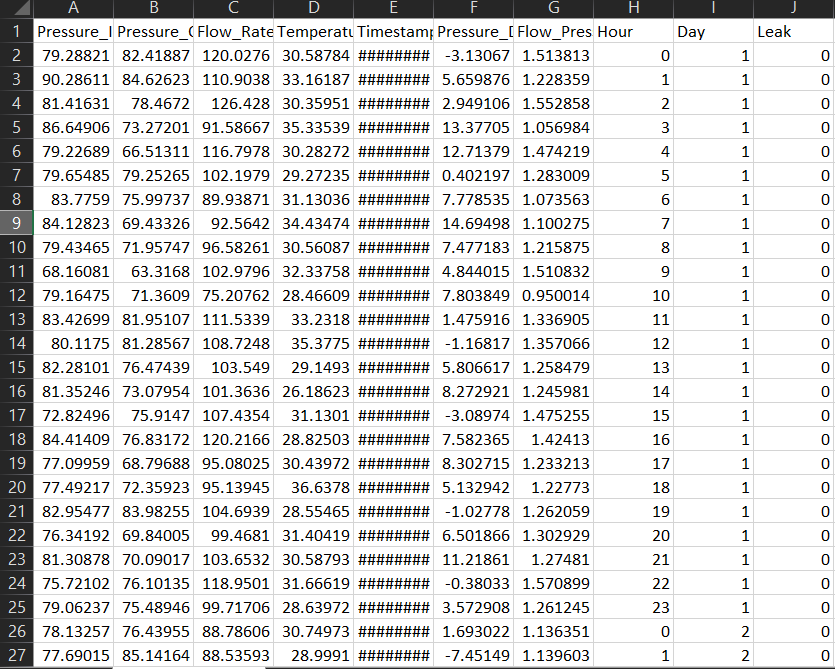 A B C D E F G H I J
1 Pressure_I Pressure_C Flow_Rate Temperatu Timestamp Pressure_D Flow_Pres Hour Day Leak
2 79.28821 82.41887 120.0276 30.58784 ######## -3.13067 1.513813 0 1 0
3 90.28611 84.62623 110.9038 33.16187 ######## 5.659876 1.228359 1 1 0
4 81.41631 78.4672 126.428 30.35951 ######## 2.949106 1.552858 2 1 0
5 86.64906 73.27201 91.58667 35.33539 ######## 13.37705 1.056984 3 1 0
6 79.22689 66.51311 116.7978 30.28272 ######## 12.71379 1.474219 4 1 0
7 79.65485 79.25265 102.1979 29.27235 ######## 0.402197 1.283009 5 1 0
8 83.7759 75.99737 89.93871 31.13036 ######## 7.778535 1.073563 6 1 0
9 84.12823 69.43326 92.5642 34.43474 ######## 14.69498 1.100275 7 1 0
10 79.43465 71.95747 96.58261 30.56087 ######## 7.477183 1.215875 8 1 0
11 68.16081 63.3168 102.9796 32.33758 ######## 4.844015 1.510832 9 1 0
12 79.16475 71.3609 75.20762 28.46609 ######## 7.803849 0.950014 10 1 0
13 83.42699 81.95107 111.5339 33.2318 ######## 1.475916 1.336905 11 1 0
14 80.1175 81.28567 108.7248 35.3775 ######## -1.16817 1.357066 12 1 0
15 82.28101 76.47439 103.549 29.1493 ######## 5.806617 1.258479 13 1 0
16 81.35246 73.07954 101.3636 26.18623 ######## 8.272921 1.245981 14 1 0
17 72.82496 75.9147 107.4354 31.1301 ######## -3.08974 1.475255 15 1 0
18 84.41409 76.83172 120.2166 28.82503 ######## 7.582365 1.42413 16 1 0
19 77.09959 68.79688 95.08025 30.43972 ######## 8.302715 1.233213 17 1 0
20 77.49217 72.35923 95.13945 36.6378 ######## 5.132942 1.22773 18 1 0
21 82.95477 83.98255 104.6939 28.55465 ######## -1.02778 1.262059 19 1 0
22 76.34192 69.84005 99.4681 31.40419 ######## 6.501866 1.302929 20 1 0
23 81.30878 70.09017 103.6532 30.58793 ######## 11.21861 1.27481 21 1 0
24 75.72102 76.10135 118.9501 31.66619 ######## -0.38033 1.570899 22 1 0
25 79.06237 75.48946 99.71706 28.63972 ######## 3.572908 1.261245 23 1 0
26 78.13257 76.43955 88.78606 30.74973 ######## 1.693022 1.136351 0 2 0
27 77.69015 85.14164 88.53593 28.9991 ######## -7.45149 1.139603 1 2 0